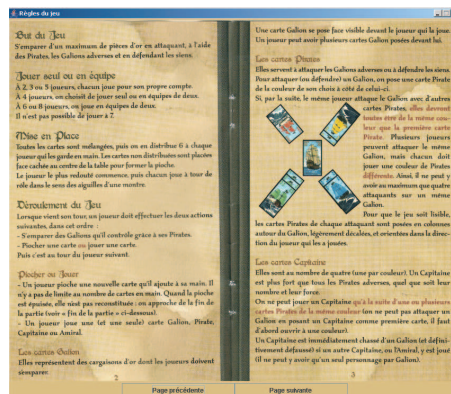 Règles du jeu
But du Jeu
S'emparer d'un maximum de pièces d'or en attaquant, à l'aide
des Pirates, les Galions adverses et en défendant les siens.
Jouer seul ou en équipe
A 2, 3 ou 5 joueurs, chacun joue pour son propre compte.
A 4 joueurs, on choisit de jouer seul ou en équipes de deux.
A 6 ou 8 joueurs, on joue en équipes de deux.
Il n'est pas possible de jouer à 7.
Mise en Place
Toutes les cartes sont mélangées, puis on en distribue 6 à chaque
joueur qui les garde en main. Les cartes non distribuées sont placées
face cachée au centre de la table pour former la pioche.
Le joueur le plus redouté commence, puis chacun joue à tour de
rôle dans le sens des aiguilles d'une montre.
Déroulement du Jeu
Lorsque vient son tour, un joueur doit effectuer les deux actions
suivantes, dans cet ordre :
- S'emparer des Galions qu'il contrôle grâce à ses Pirates.
- Piocher une carte ou jouer une carte.
Puis c'est au tour du joueur suivant.
Piocher ou Jouer
- Un joueur pioche une nouvelle carte qu'il ajoute à sa main. Il
n'y a pas de limite au nombre de cartes en main. Quand la pioche
est épuisée, elle n'est pas reconstituée : on approche de la fin de
la partie (voir « fin de la partie » ci-dessous).
- Un joueur joue une (et une seule) carte Galion, Pirate,
Capitaine ou Amiral.
Les cartes Galion
Elles représentent des cargaisons d'or dont les joueurs doivent
s'emparer.
2
Une carte Galion se pose face visible devant le joueur qui la joue.
Un joueur peut avoir plusieurs cartes Galion posées devant lui.
Les cartes Pirates
Elles servent à attaquer les Galions adverses ou à défendre les siens.
Pour attaquer (ou défendre) un Galion, on pose une carte Pirate
de la couleur de son choix à côté de celui-ci.
Si, par la suite, le même joueur attaque le Galion avec d'autres
cartes Pirates, elles devront
toutes être de la même cou-
leur que la première carte
Pirate. Plusieurs joueurs
peuvent attaquer le même
Galion, mais chacun doit
jouer une couleur de Pirates
différente. Ainsi, il ne peut y
avoir au maximum que quatre
attaquants sur un même
Galion.
Pour que le jeu soit lisible,
les cartes Pirates de chaque attaquant sont posées en colonnes
autour du Galion, légèrement décalées, et orientées dans la direc-
tion du joueur qui les a jouées.
Les cartes Capitaine
Elles sont au nombre de quatre (une par couleur). Un Capitaine
est plus fort que tous les Pirates adverses, quel que soit leur
nombre et leur force.
On ne peut jouer un Capitaine qu'à la suite d'une ou plusieurs
cartes Pirates de la même couleur (on ne peut pas attaquer un
Galion en posant un Capitaine comme première carte, il faut
d'abord ouvrir à une couleur).
Un Capitaine est immédiatement chassé d'un Galion (et défini-
tivement défaussé) si un autre Capitaine, ou l'Amiral, y est joué
(il ne peut y avoir qu'un seul personnage par Galion).
3
Page précédente
Page suivante